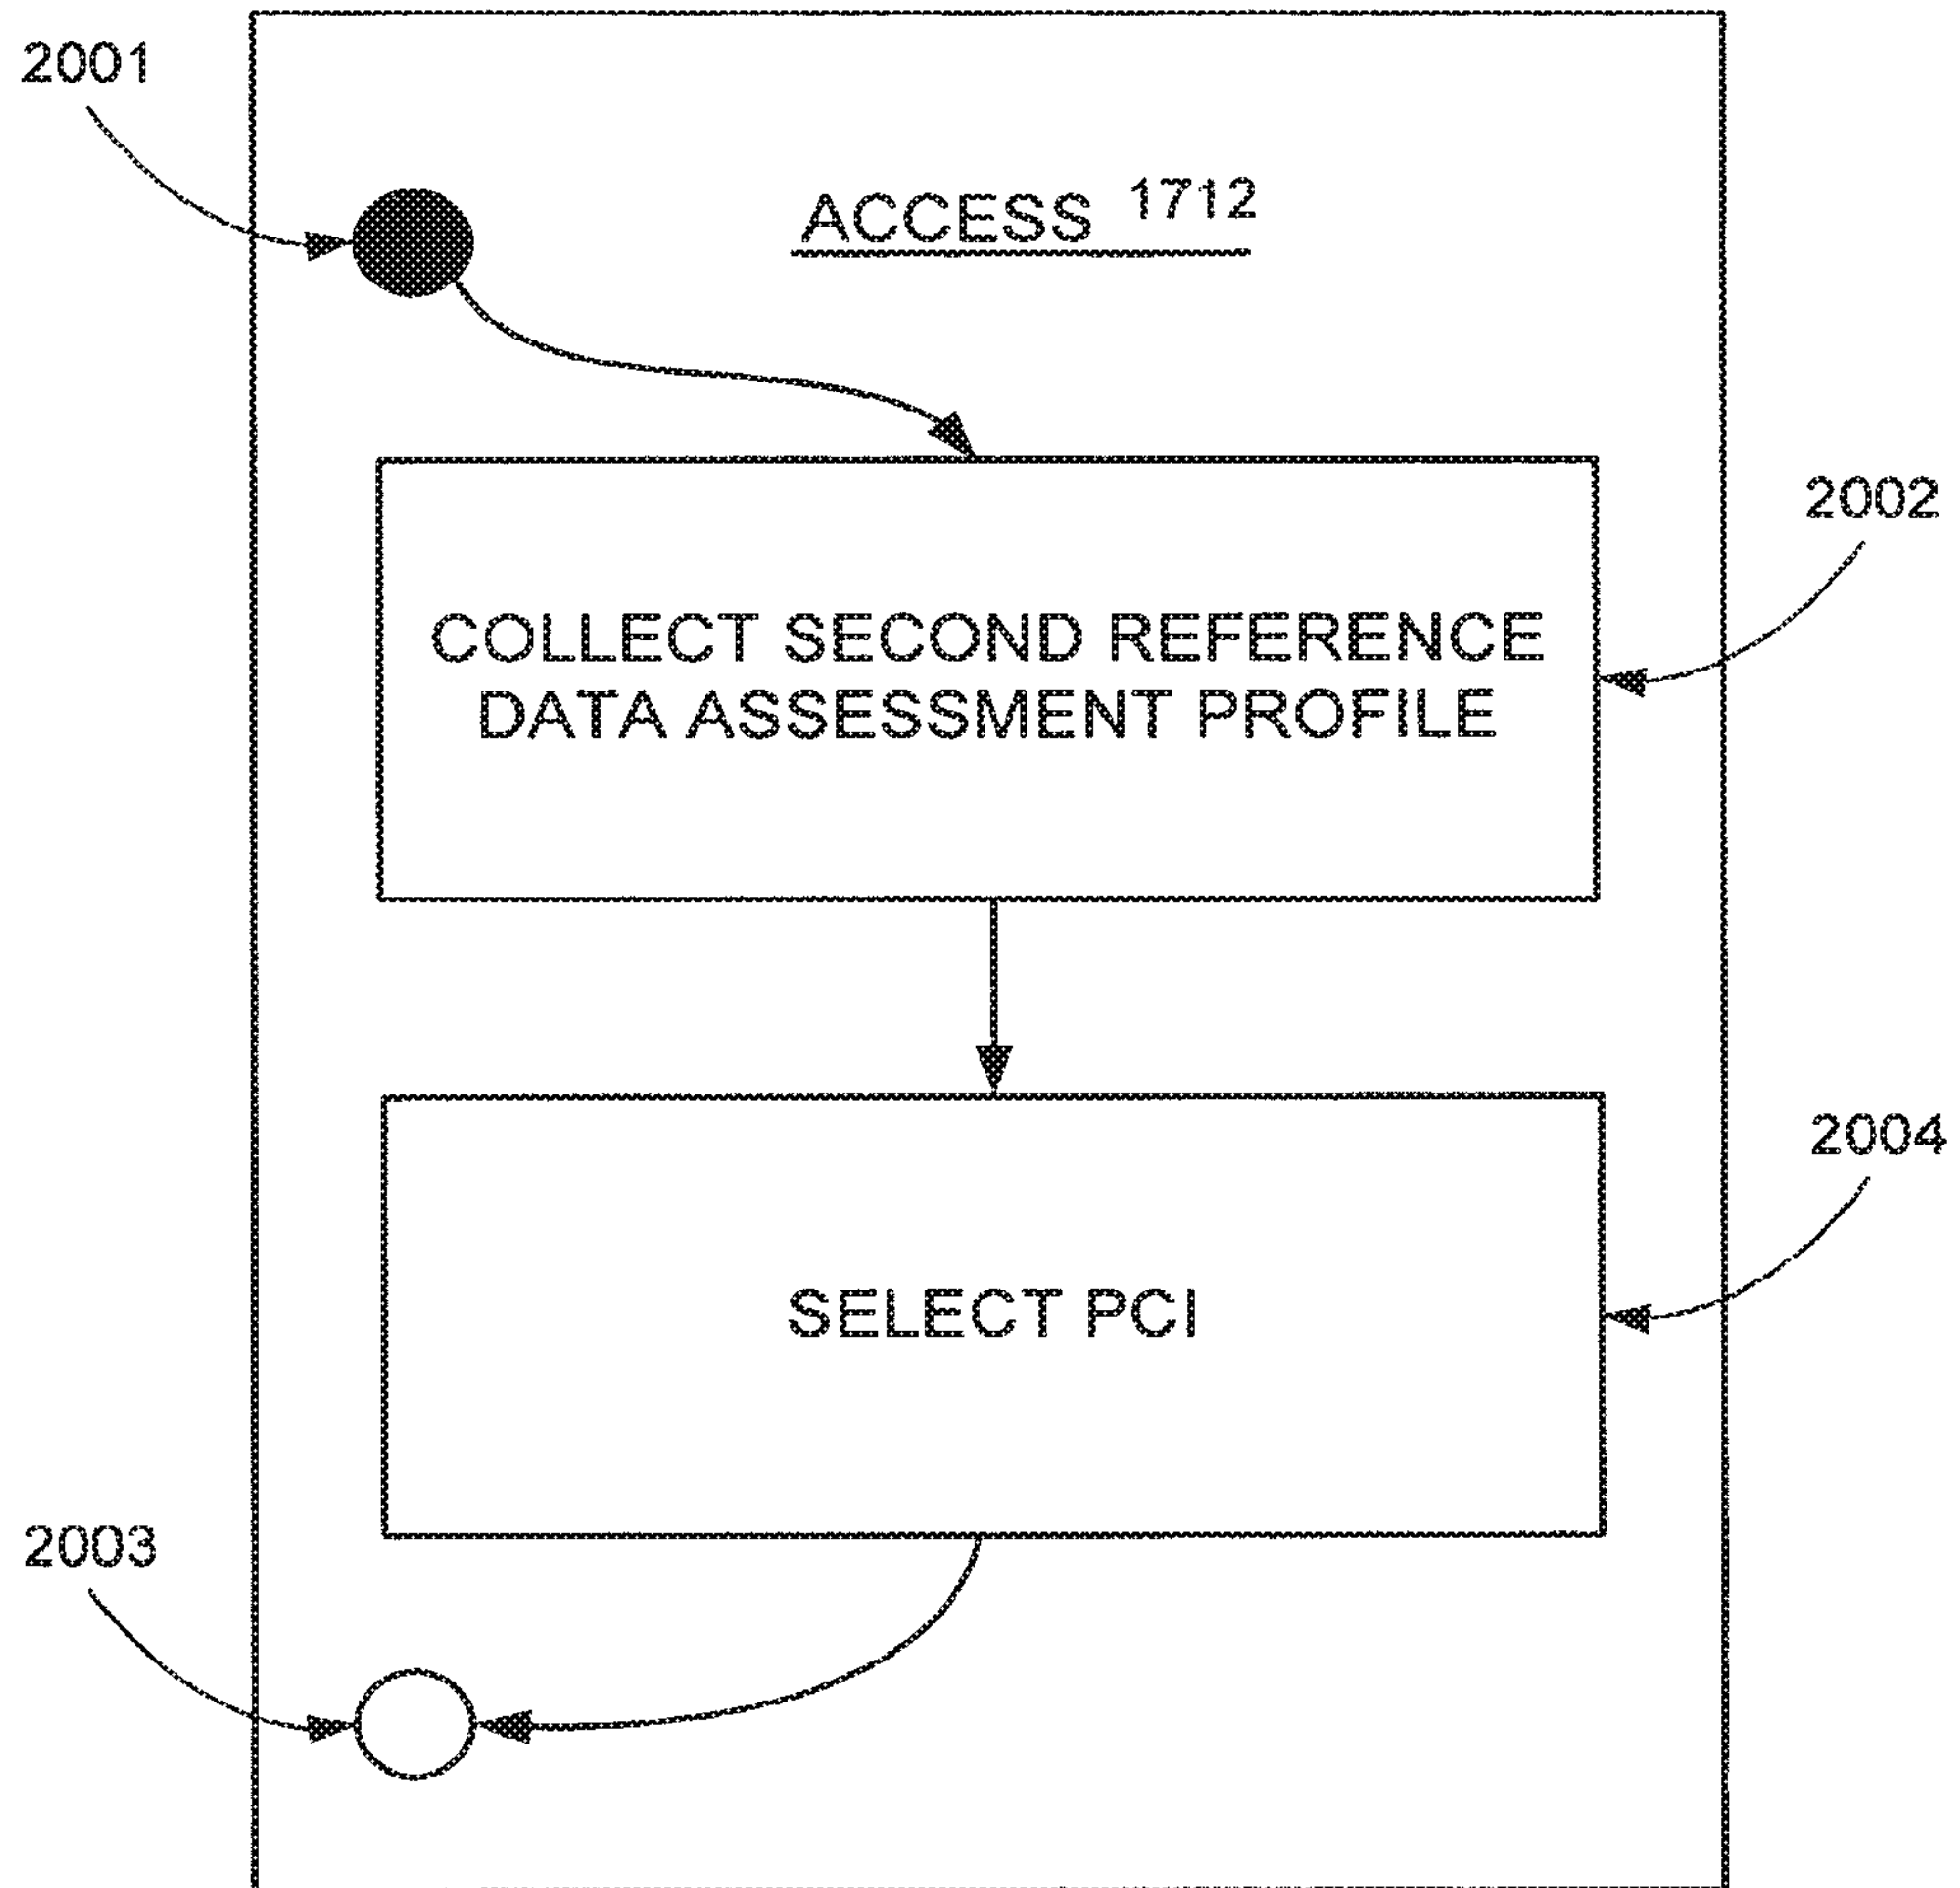 2001
ACCESS 1712
2002
COLLECT SECOND REFERENCE
DATA ASSESSMENT PROFILE
2004
SELECT PCI
2003